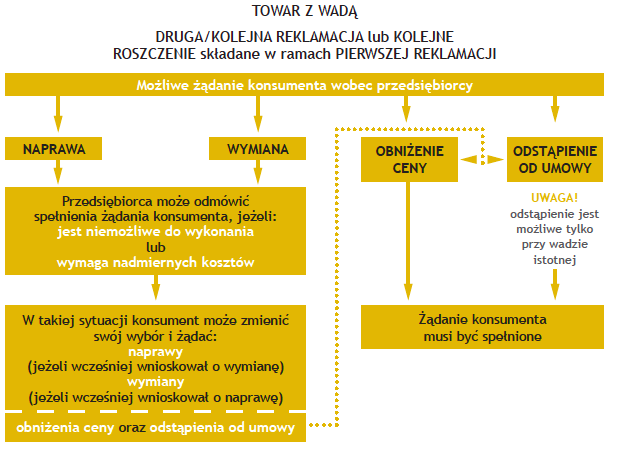 TOWAR Z WADĄ
DRUGA/KOLEJNA REKLAMACJA lub KOLEJNE
ROSZCZENIE składane w ramach PIERWSZEJ REKLAMACJI
Możliwe żądanie konsumenta wobec przedsiębiorcy
NAPRAWA
WYMIANA
OBNIŻENIE
CENY
ODSTĄPIENIE
OD UMOWY
UWAGA!
odstąpienie jest
możliwe tylko
przy wadzie
istotnej
Przedsiębiorca może odmówić
spełnienia żądania konsumenta, jeżeli:
jest niemożliwe do wykonania
lub
wymaga nadmiernych kosztów
W takiej sytuacji konsument może zmienić
swój wybór i żądać:
naprawy
(jeżeli wcześniej wnioskował o wymianę)
wymiany
(jeżeli wcześniej wnioskował o naprawę)
obniżenia ceny oraz odstąpienia od umowy
Żądanie konsumenta
musi być spełnione